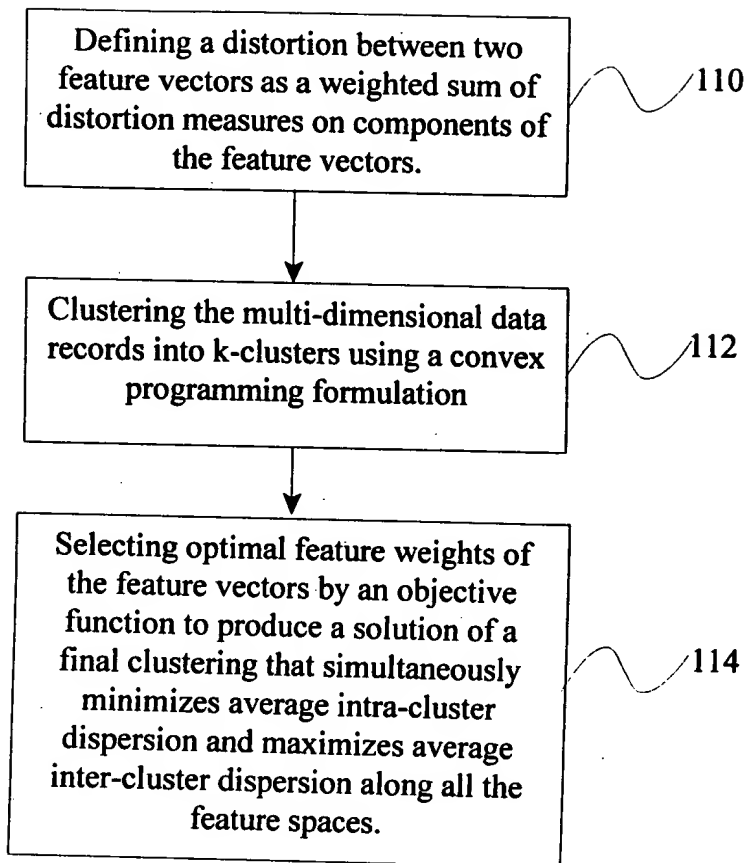 Defining a distortion between two
feature vectors as a weighted sum of
distortion measures on components of
the feature vectors.
110
Clustering the multi-dimensional data
records into k-clusters using a convex
programming formulation
112
Selecting optimal feature weights of
the feature vectors by an objective
function to produce a solution of a
final clustering that simultaneously
minimizes average intra-cluster
dispersion and maximizes average
inter-cluster dispersion along all the
feature spaces.
114